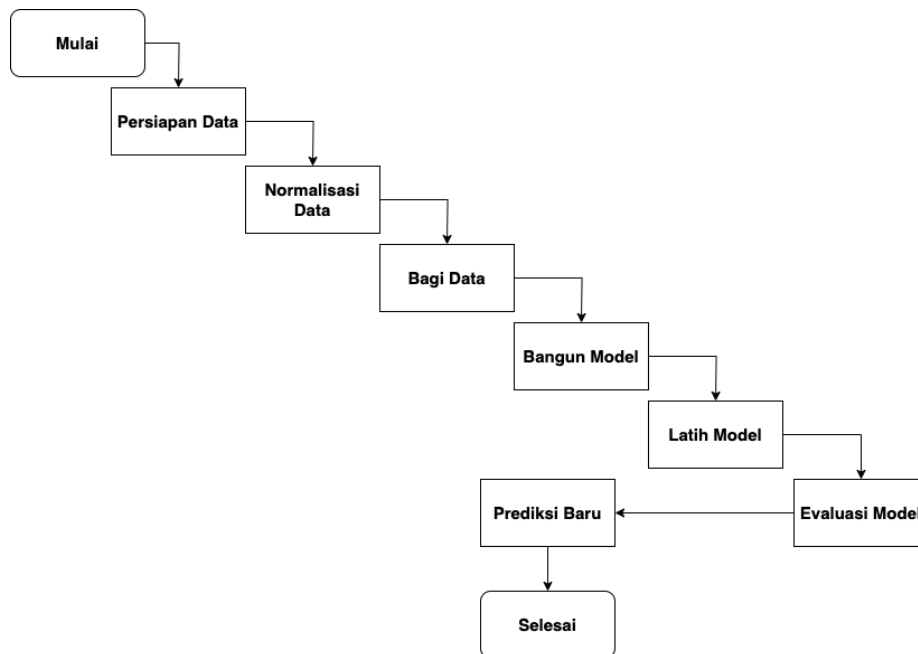 Mulai
Persiapan Data
Normalisasi
Data
Bagi Data
Bangun Model
Latih Model
Evaluasi Model
Prediksi Baru
Selesai